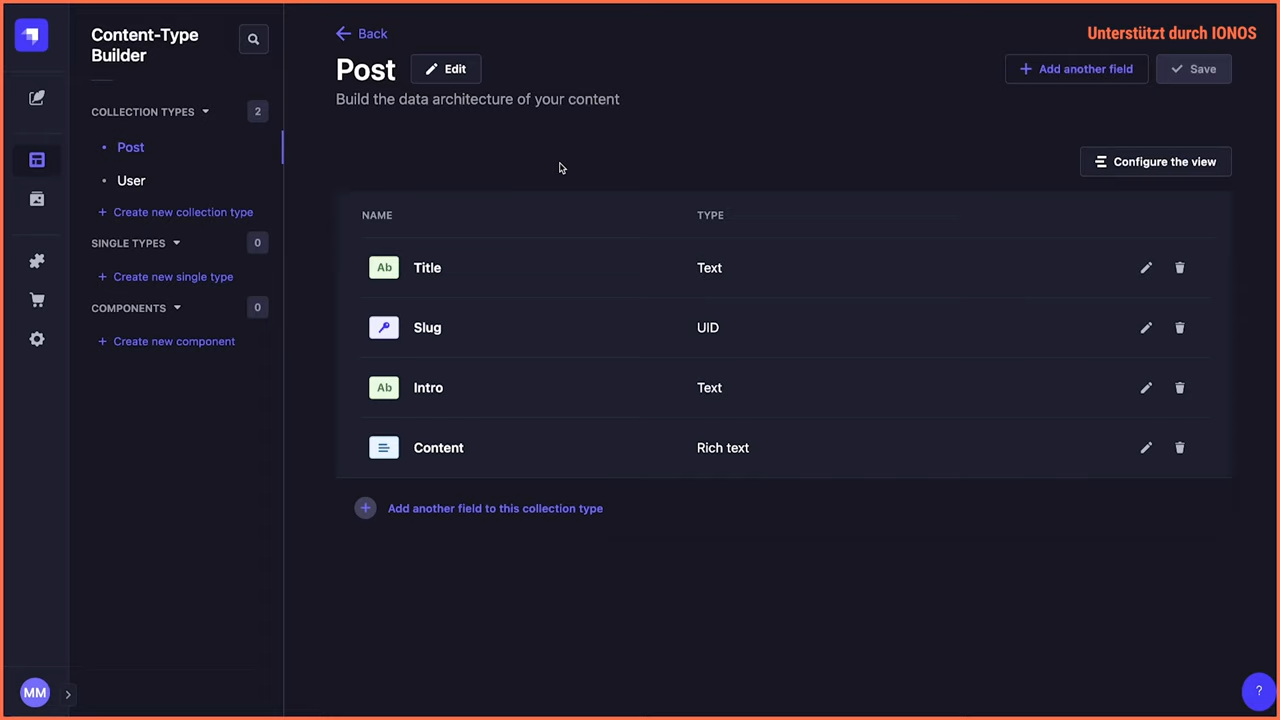 Content-Type
Builder
COLLECTION TYPES
2
Post
User
+ Create new collection type
SINGLE TYPES
0
+ Create new single type
COMPONENTS
0
+ Create new component
MM
Back
Unterstützt durch IONOS
Post
Edit
+ Add another field
Save
Build the data architecture of your content
Configure the view
NAME TYPE
Ab Title Text
Slug UID
Ab Intro Text
Content Rich text
+ Add another field to this collection type
?